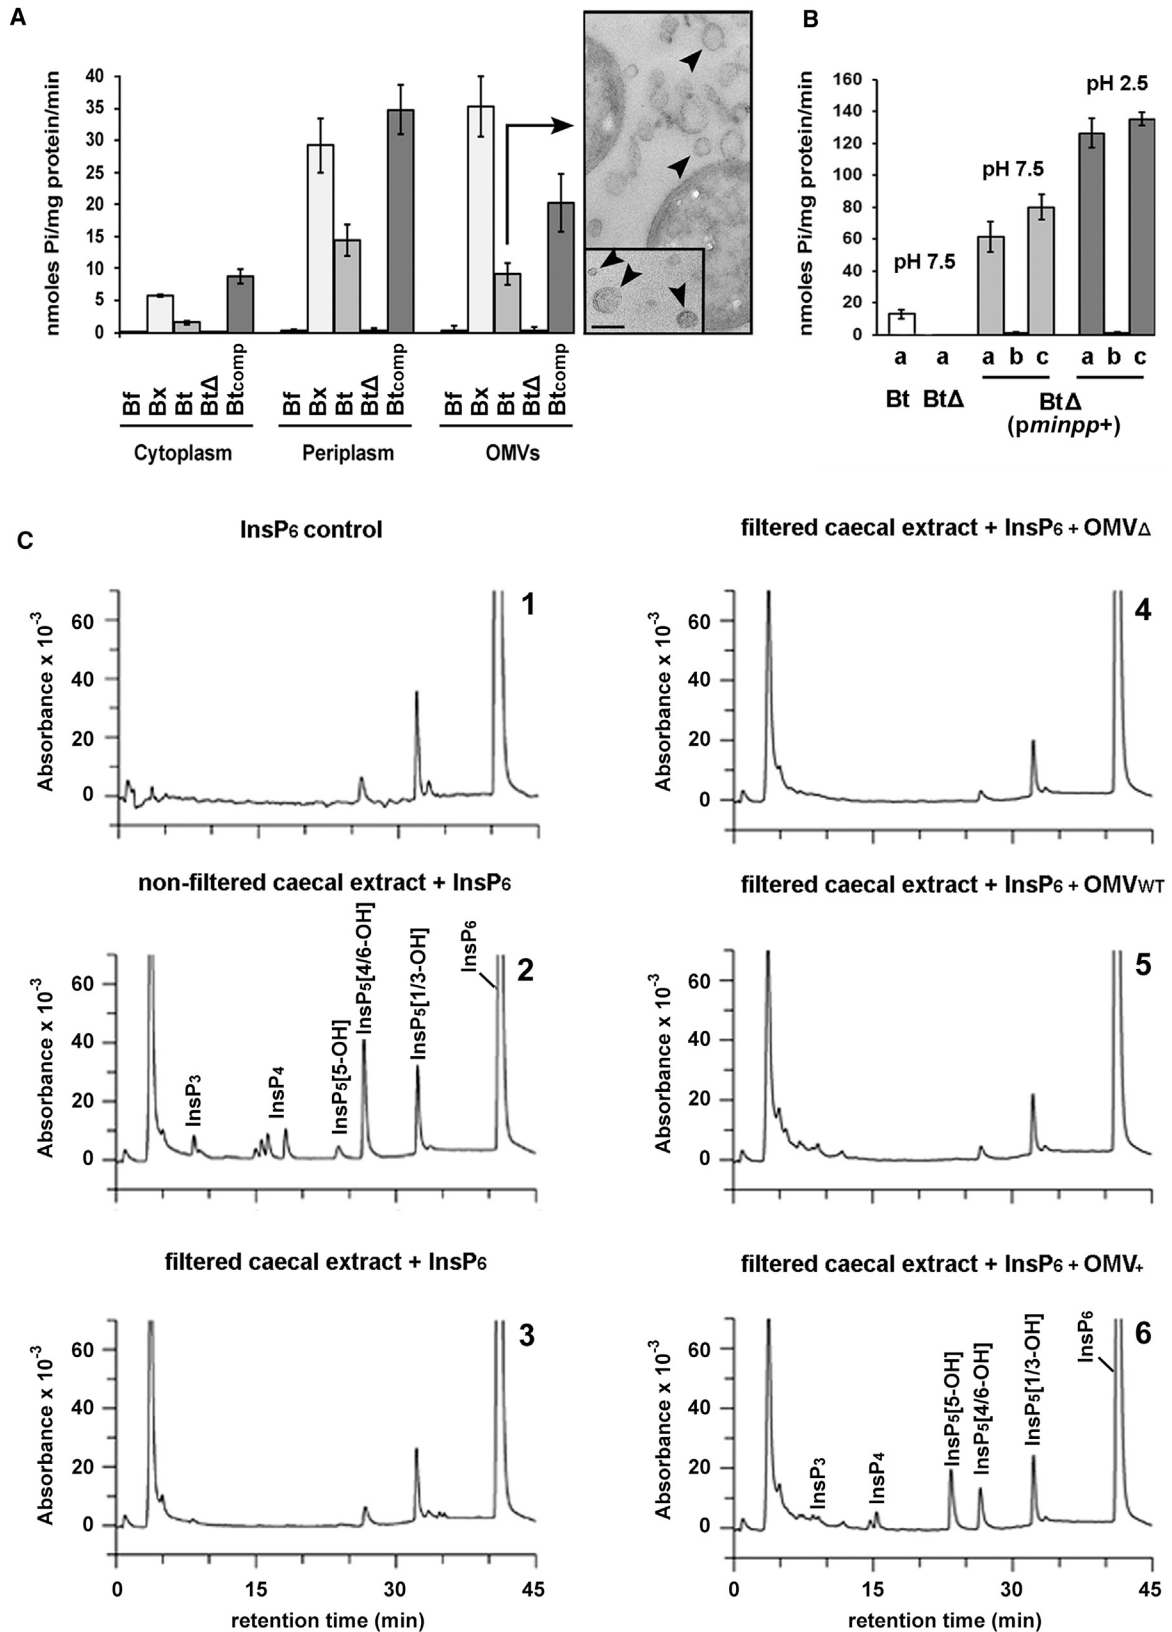 A
nmoles Pi/mg protein/min
40
35
30
25
20
15
10
5
0
Bf
Bx
Bt
BtΔ
Btcomp
Bf
Bx
Bt
BtΔ
Btcomp
Bf
Bx
Bt
BtΔ
Btcomp
Cytoplasm
Periplasm
OMVs
B
nmoles Pi/mg protein/min
160
140
120
100
80
60
40
20
0
pH 7.5
pH 7.5
pH 2.5
a a a b c a b c
Bt BtΔ BtΔ
(pminpp+)
C
InsP6 control
1
Absorbance x 10-3
60
40
20
0
non-filtered caecal extract + InsP6
2
Absorbance x 10-3
60
40
20
0
InsP3
InsP4
InsP5[5-OH]
InsP5[4/6-OH]
InsP5[1/3-OH]
InsP6
filtered caecal extract + InsP6
3
Absorbance x 10-3
60
40
20
0
0 15 30 45
retention time (min)
filtered caecal extract + InsP6 + OMVΔ
4
Absorbance x 10-3
60
40
20
0
filtered caecal extract + InsP6 + OMVWT
5
Absorbance x 10-3
60
40
20
0
filtered caecal extract + InsP6 + OMV+
6
Absorbance x 10-3
60
40
20
0
InsP3
InsP4
InsP5[5-OH]
InsP5[4/6-OH]
InsP5[1/3-OH]
InsP6
0 15 30 45
retention time (min)